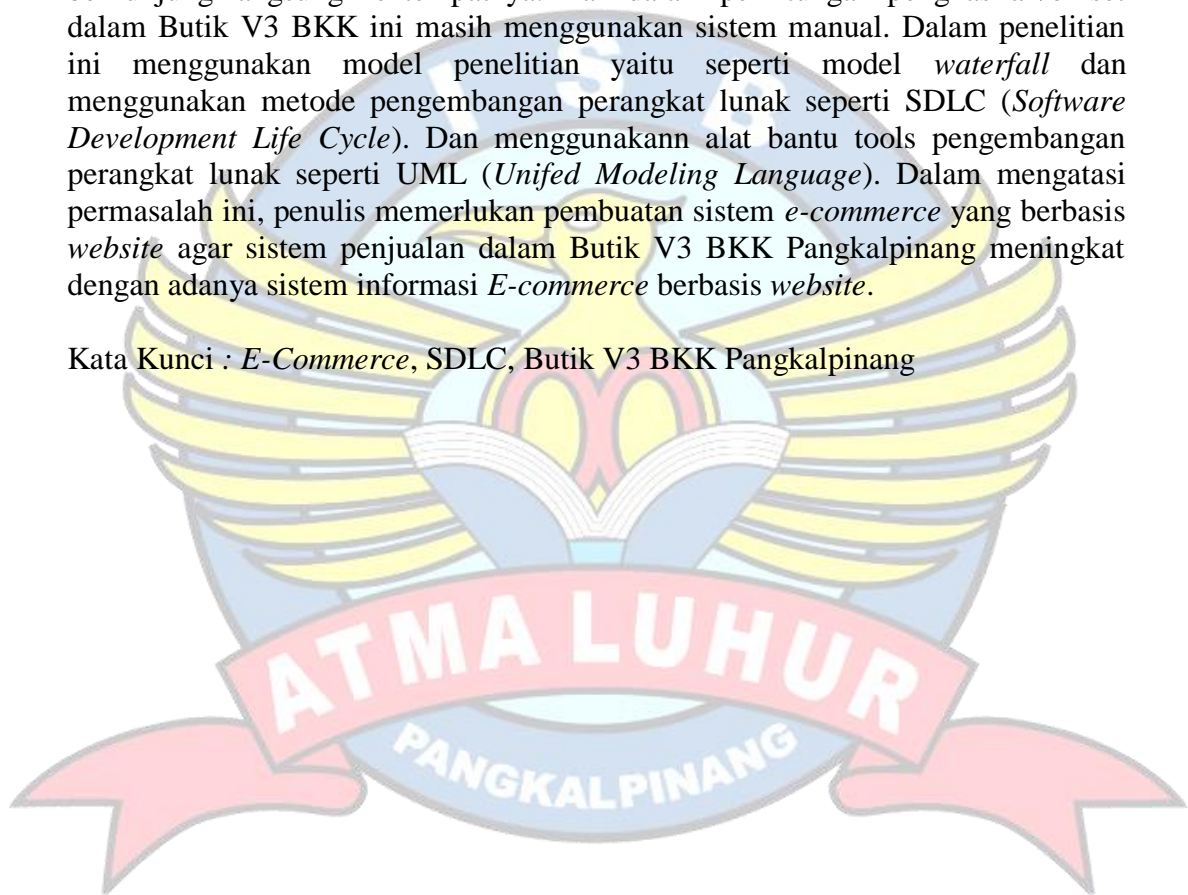 dalam Butik V3 BKK ini masih menggunakan sistem manual. Dalam penelitian
ini menggunakan model penelitian yaitu seperti model waterfall dan
menggunakan metode pengembangan perangkat lunak seperti SDLC (Software
Development Life Cycle). Dan menggunakann alat bantu tools pengembangan
perangkat lunak seperti UML (Unifed Modeling Language). Dalam mengatasi
permasalah ini, penulis memerlukan pembuatan sistem e-commerce yang berbasis
website agar sistem penjualan dalam Butik V3 BKK Pangkalpinang meningkat
dengan adanya sistem informasi E-commerce berbasis website.
Kata Kunci : E-Commerce, SDLC, Butik V3 BKK Pangkalpinang
ISB
ATMA LUHUR
PANGKALPINANG